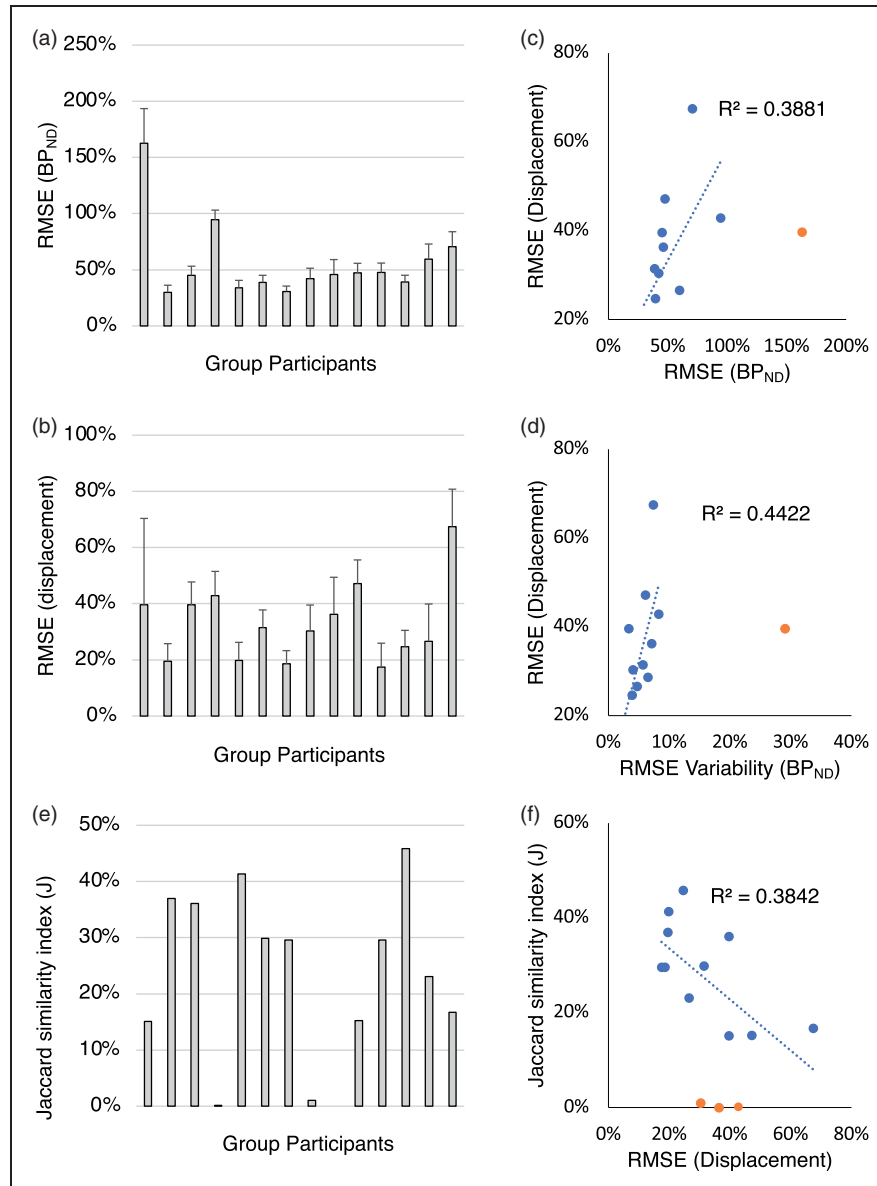 (a)
250%
200%
150%
100%
50%
0%
RMSE (BPND)
Group Participants
(c)
80%
60%
40%
20%
RMSE (Displacement)
R² = 0.3881
0% 50% 100% 150% 200%
RMSE (BPND)
(b)
100%
80%
60%
40%
20%
0%
RMSE (displacement)
Group Participants
(d)
80%
60%
40%
20%
RMSE (Displacement)
R² = 0.4422
0% 10% 20% 30% 40%
RMSE Variability (BPND)
(e)
50%
40%
30%
20%
10%
0%
Jaccard similarity index (J)
Group Participants
(f)
60%
40%
20%
0%
Jaccard similarity index (J)
R² = 0.3842
0% 20% 40% 60% 80%
RMSE (Displacement)